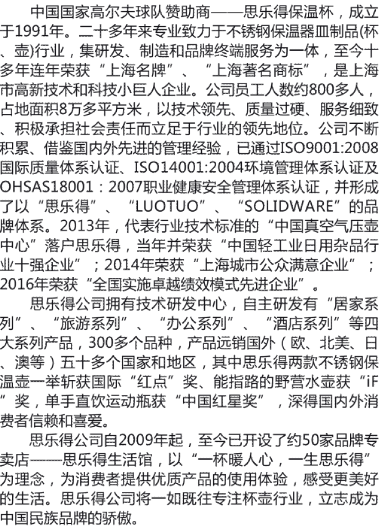 中国国家高尔夫球队赞助商——思乐得保温杯，成立
于1991年。二十多年来专业致力于不锈钢保温器皿制品(杯
、壶)行业，集研发、制造和品牌终端服务为一体，至今十
多年连年荣获“上海名牌”、“上海著名商标”，是上海
市高新技术和科技小巨人企业。公司员工人数约800多人，
占地面积8万多平方米，以技术领先、质量过硬、服务细致
、积极承担社会责任而立足于行业的领先地位。公司不断
积累、借鉴国内外先进的管理经验，已通过ISO9001:2008
国际质量体系认证、ISO14001:2004环境管理体系认证及
OHSAS18001：2007职业健康安全管理体系认证，并形成
了以“思乐得”、“LUOTUO”、“SOLIDWARE”的品
牌体系。2013年，代表行业技术标准的“中国真空气压壶
中心”落户思乐得，当年并荣获“中国轻工业日用杂品行
业十强企业”；2014年荣获“上海城市公众满意企业”；
2016年荣获“全国实施卓越绩效模式先进企业”。
思乐得公司拥有技术研发中心，自主研发有“居家系
列”、“旅游系列”、“办公系列”、“酒店系列”等四
大系列产品，300多个品种，产品远销国外（欧、北美、日
、澳等）五十多个国家和地区，其中思乐得两款不锈钢保
温壶一举斩获国际“红点”奖、能指路的野营水壶获“iF
”奖，单手直饮运动瓶获“中国红星奖”，深得国内外消
费者信赖和喜爱。
思乐得公司自2009年起，至今已开设了约50家品牌专
卖店——思乐得生活馆，以“一杯暖人心，一生思乐得”
为理念，为消费者提供优质产品的使用体验，感受更美好
的生活。思乐得公司将一如既往专注杯壶行业，立志成为
中国民族品牌的骄傲。